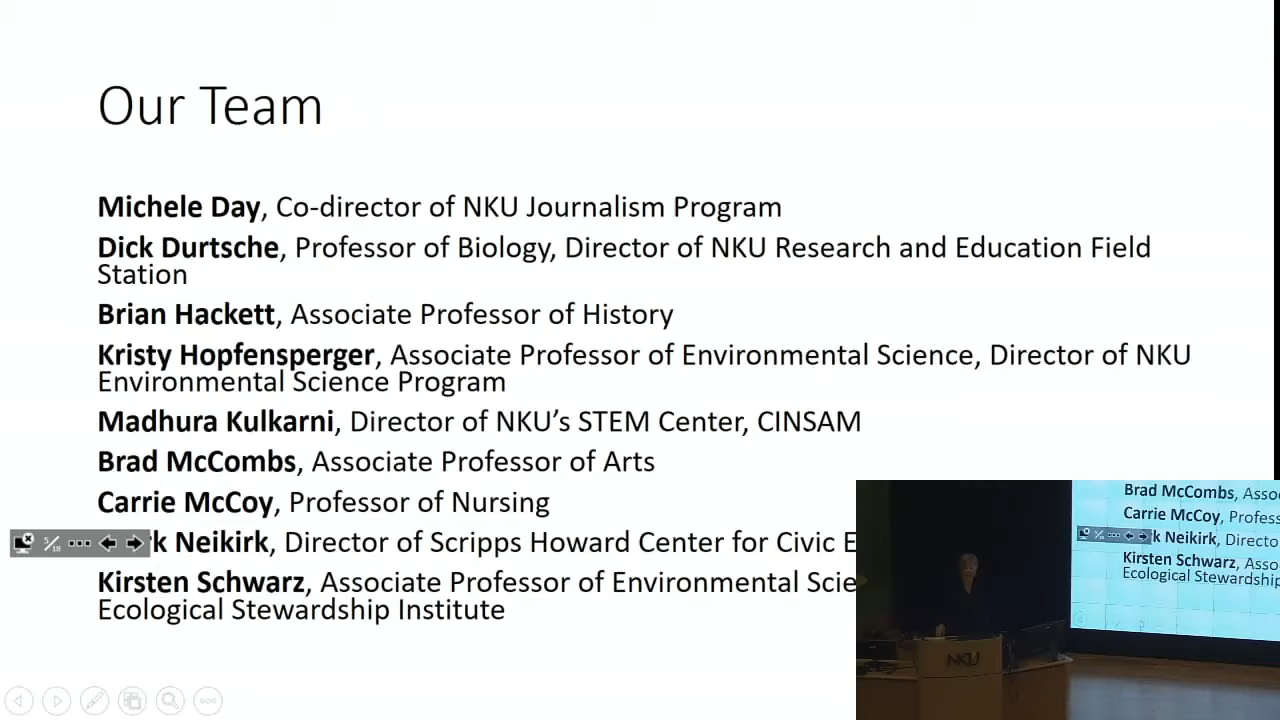 Our Team
Michele Day, Co-director of NKU Journalism Program
Dick Durtsche, Professor of Biology, Director of NKU Research and Education Field
Station
Brian Hackett, Associate Professor of History
Kristy Hopfensperger, Associate Professor of Environmental Science, Director of NKU
Environmental Science Program
Madhura Kulkarni, Director of NKU’s STEM Center, CINSAM
Brad McCombs, Associate Professor of Arts
Carrie McCoy, Professor of Nursing
5/18
k Neikirk, Director of Scripps Howard Center for Civic E
Kirsten Schwarz, Associate Professor of Environmental Scie
Ecological Stewardship Institute
Brad McCombs, Asso
Carrie McCoy, Profess
k Neikirk, Directo
Kirsten Schwarz, Asso
Ecological Stewardship
NKU